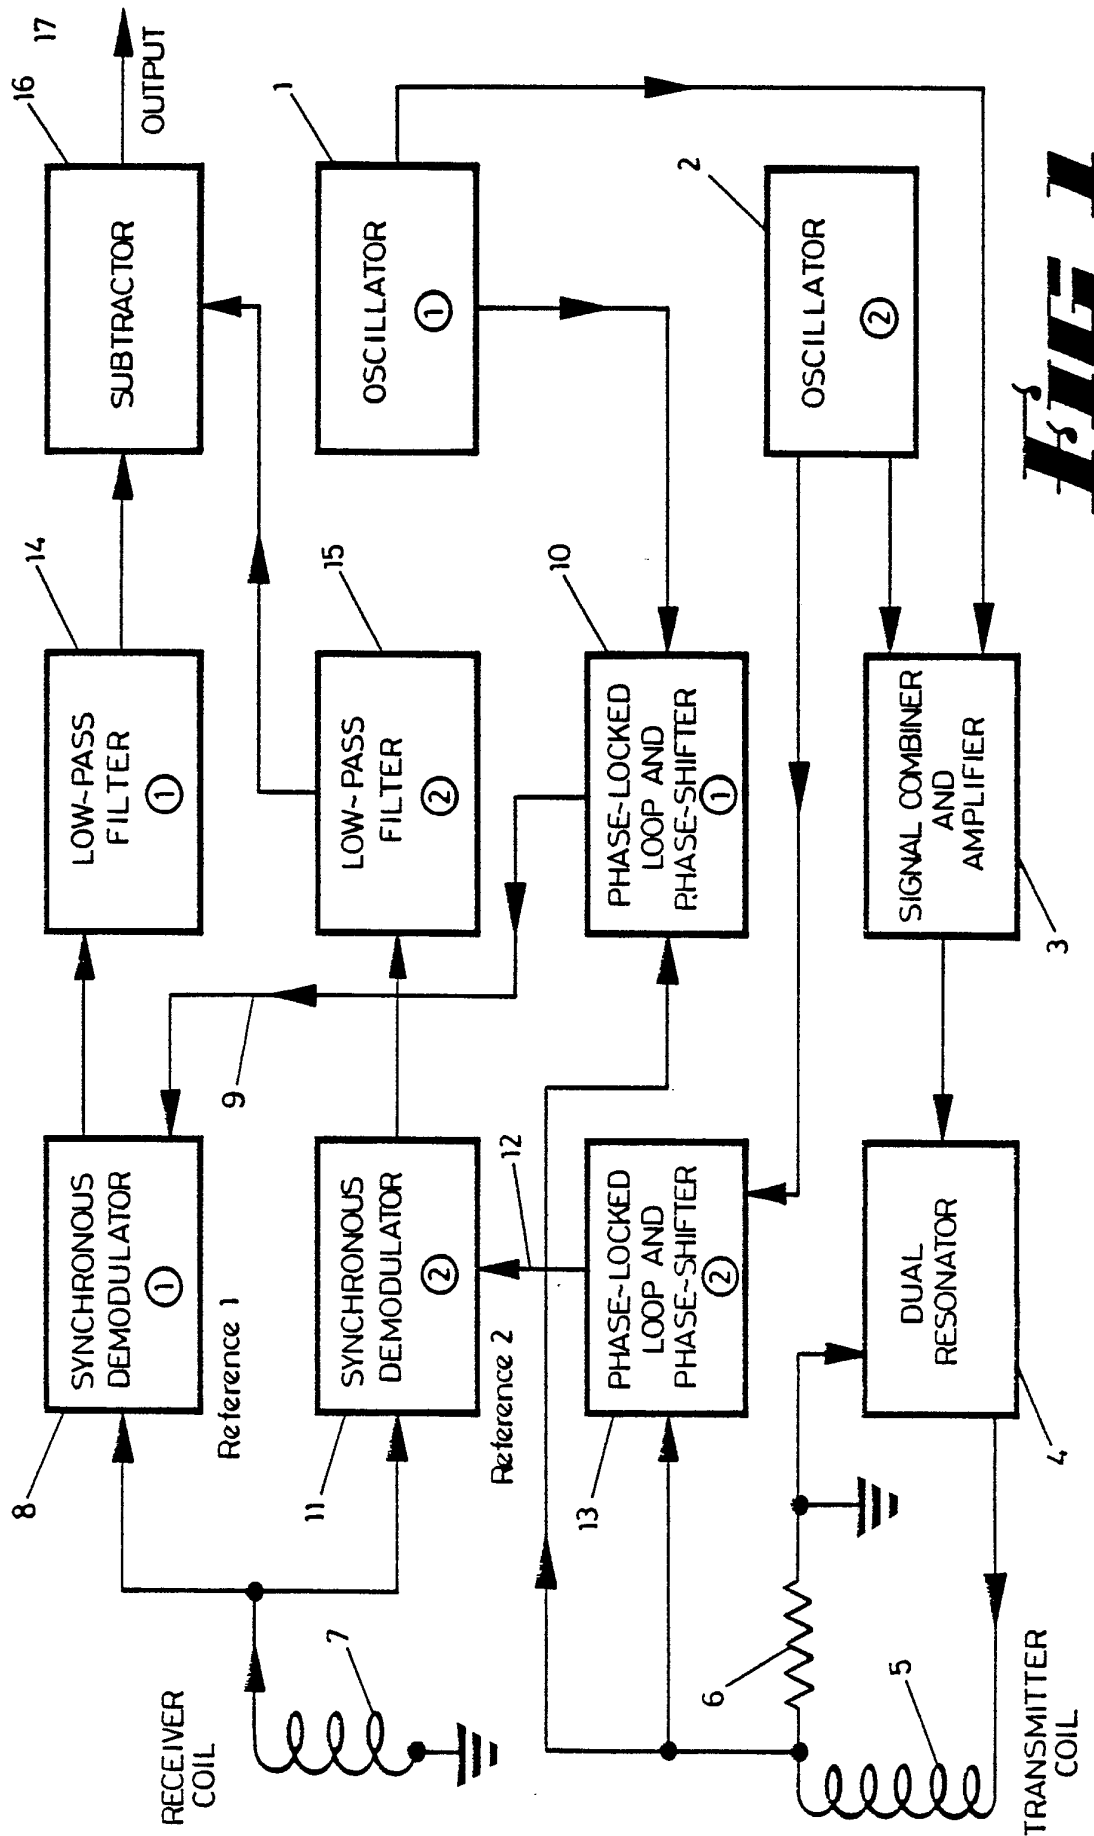 8
SYNCHRONOUS
DEMODULATOR
①
14
LOW~PASS
FILTER
①
16
SUBTRACTOR
17
OUTPUT
RECEIVER
COIL
7
Reference 1
9
11
SYNCHRONOUS
DEMODULATOR
②
15
LOW~PASS
FILTER
②
1
OSCILLATOR
①
Reference 2
12
13
PHASE~LOCKED
LOOP AND
PHASE~SHIFTER
②
10
PHASE~LOCKED
LOOP AND
PHASE~SHIFTER
①
2
OSCILLATOR
②
6
5
TRANSMITTER
COIL
DUAL
RESONATOR
4
SIGNAL COMBINER
AND
AMPLIFIER
3
FIG 1